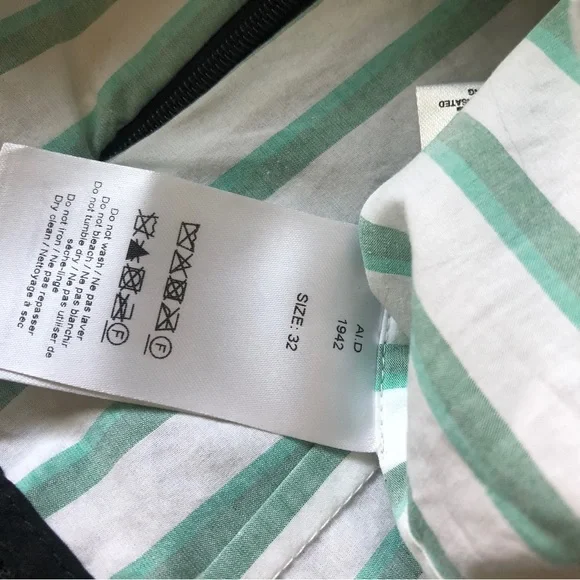 AI.D
1942
SIZE: 32
F
F
Do not wash / Ne pas laver
Do not bleach / Ne pas blanchir
Do not tumble dry / Ne pas utiliser de
sèche-linge
Do not iron / Ne pas repasser
Dry clean / Nettoyage à sec